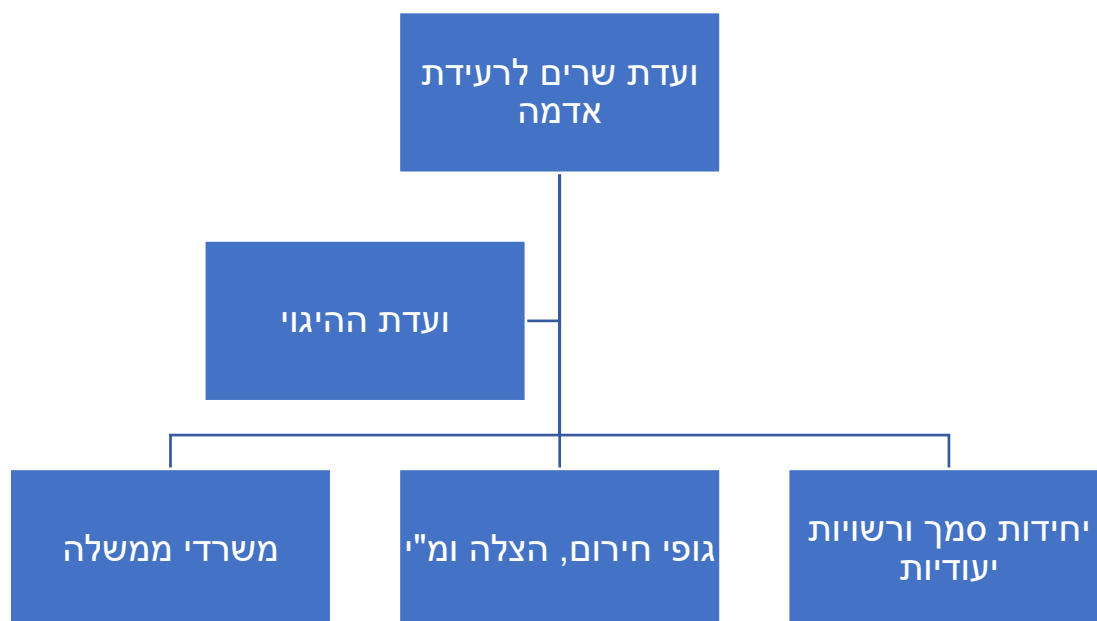 ועדת שרים לרעידת
אדמה
ועדת ההיגוי
יחידות סמך ורשויות
יעודיות
גופי חירום, הצלה ומ"י
משרדי ממשלה